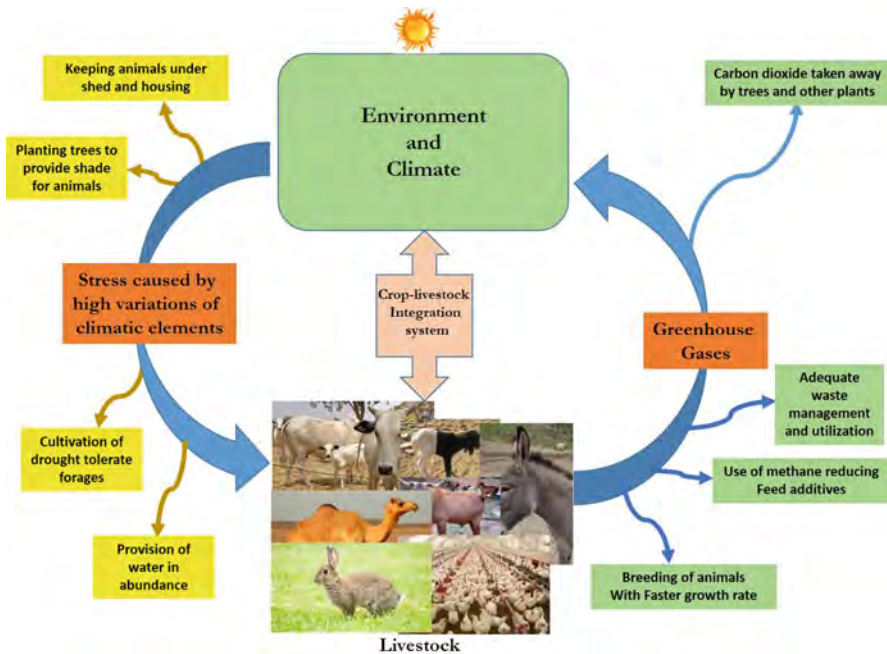 Keeping animals under
shed and housing
Planting trees to
provide shade
for animals
Environment
and
Climate
Carbon dioxide taken away
by trees and other plants
Stress caused by
high variations of
climatic elements
Crop-livestock
Integration
system
Greenhouse
Gases
Cultivation of
drought tolerate
forages
Provision of
water in
abundance
Adequate
waste
management
and utilization
Use of methane reducing
Feed additives
Breeding of animals
With Faster growth rate
Livestock